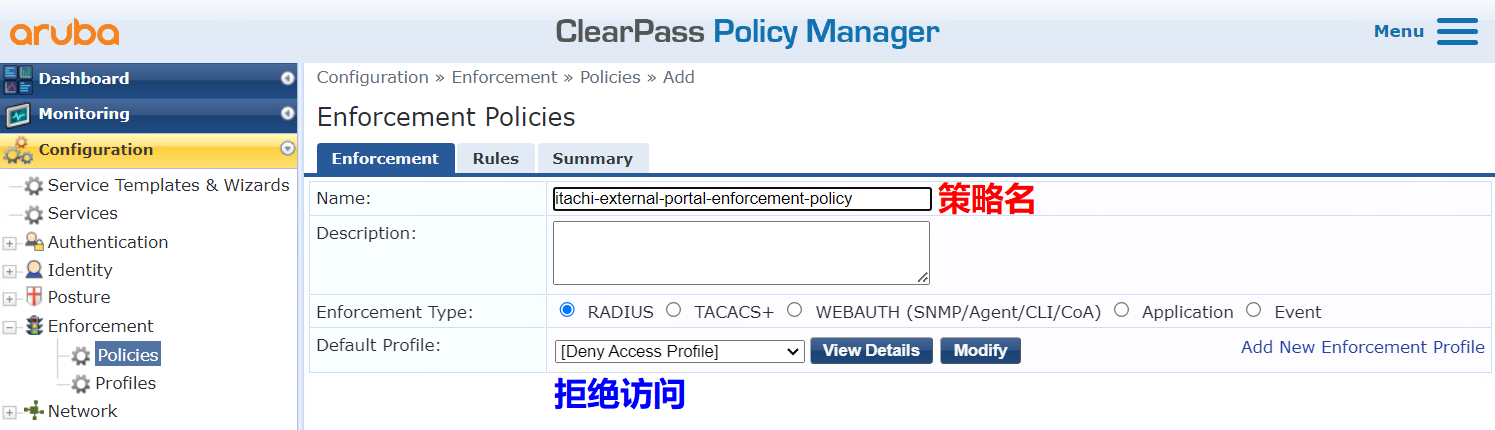 aruba
ClearPass Policy Manager
Menu
Dashboard
Monitoring
Configuration
Service Templates & Wizards
Services
Authentication
Identity
Posture
Enforcement
Policies
Profiles
Network
Configuration » Enforcement » Policies » Add
Enforcement Policies
Enforcement Rules Summary
Name: itachi-external-portal-enforcement-policy 策略名
Description:
Enforcement Type: RADIUS TACACS+ WEBAUTH (SNMP/Agent/CLI/CoA) Application Event
Default Profile: [Deny Access Profile] View Details Modify Add New Enforcement Profile
拒绝访问